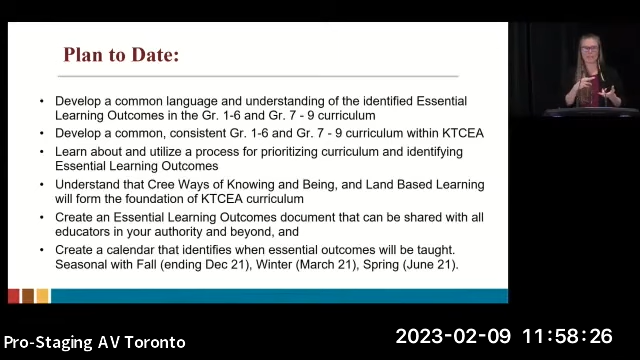 Plan to Date:
• Develop a common language and understanding of the identified Essential
Learning Outcomes in the Gr. 1-6 and Gr. 7 - 9 curriculum
• Develop a common, consistent Gr. 1-6 and Gr. 7 - 9 curriculum within KTCEA
• Learn about and utilize a process for prioritizing curriculum and identifying
Essential Learning Outcomes
• Understand that Cree Ways of Knowing and Being, and Land Based Learning
will form the foundation of KTCEA curriculum
• Create an Essential Learning Outcomes document that can be shared with all
educators in your authority and beyond, and
• Create a calendar that identifies when essential outcomes will be taught.
Seasonal with Fall (ending Dec 21), Winter (March 21), Spring (June 21).
Pro-Staging AV Toronto
2023-02-09 11:58:26